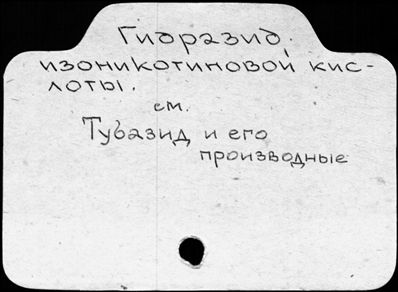 Гидразид
изоникотиновой кис-
лоты.
см.
Тубазид и его
производные